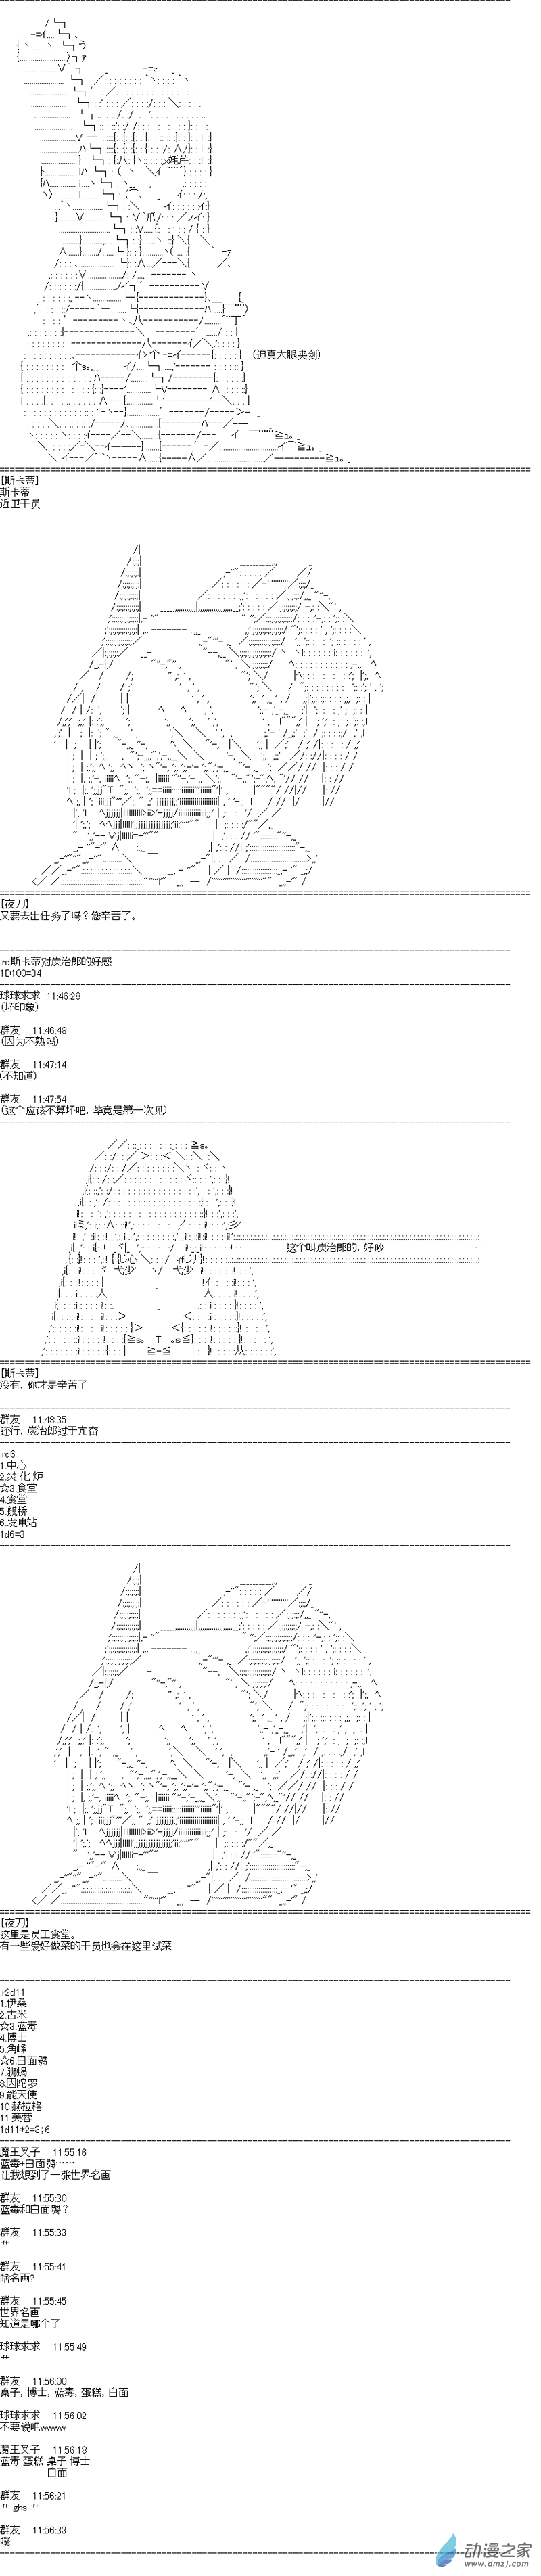 (迫真大腿夹剑)
【斯卡蒂】
斯卡蒂
近卫干员
【夜刀】
又要去出任务了吗？您辛苦了。
.rd斯卡蒂对炭治郎的好感
1D100=34
球球求求 11:46:28
(坏印象)
群友 11:46:48
(因为不熟吗)
群友 11:47:14
(不知道)
群友 11:47:54
(这个应该不算坏吧，毕竟是第一次见)
这个叫炭治郎的，好吵
【斯卡蒂】
没有，你才是辛苦了
群友 11:48:35
还行，炭治郎过于亢奋
.rd6
1.中心
2.焚 化 炉
☆3.食堂
4.食堂
5.舰桥
6.发电站
1d6=3
【夜刀】
这里是员工食堂。
有一些爱好做菜的干员也会在这里试菜
.r2d11
1.伊桑
2.古米
☆3.蓝毒
4.博士
5.角峰
☆6.白面鸮
7.狮蝎
8.因陀罗
9.能天使
10.赫拉格
11.芙蓉
1d11*2=3;6
魔王叉子 11:55:16
蓝毒+白面鸮……
让我想到了一张世界名画
群友 11:55:30
蓝毒和白面鸮？
群友 11:55:33
艹
群友 11:55:41
啥名画?
群友 11:55:45
世界名画
知道是哪个了
球球求求 11:55:49
艹
群友 11:56:00
桌子，博士，蓝毒，蛋糕，白面
球球求求 11:56:02
不要说吧wwww
魔王叉子 11:56:18
蓝毒 蛋糕 桌子 博士
白面
群友 11:56:21
艹 ghs 艹
群友 11:56:33
噗
动漫之家
www.dmzj.com